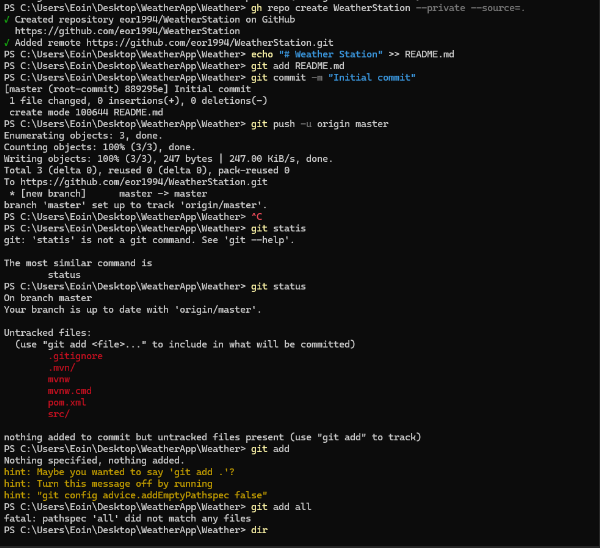 PS C:\Users\Eoin\Desktop\WeatherApp\Weather> gh repo create WeatherStation --private --source=.
✓ Created repository eor1994/WeatherStation on GitHub
  https://github.com/eor1994/WeatherStation
✓ Added remote https://github.com/eor1994/WeatherStation.git
PS C:\Users\Eoin\Desktop\WeatherApp\Weather> echo "# Weather Station" >> README.md
PS C:\Users\Eoin\Desktop\WeatherApp\Weather> git add README.md
PS C:\Users\Eoin\Desktop\WeatherApp\Weather> git commit -m "Initial commit"
[master (root-commit) 889295e] Initial commit
 1 file changed, 0 insertions(+), 0 deletions(-)
 create mode 100644 README.md
PS C:\Users\Eoin\Desktop\WeatherApp\Weather> git push -u origin master
Enumerating objects: 3, done.
Counting objects: 100% (3/3), done.
Writing objects: 100% (3/3), 247 bytes | 247.00 KiB/s, done.
Total 3 (delta 0), reused 0 (delta 0), pack-reused 0
To https://github.com/eor1994/WeatherStation.git
 * [new branch]      master -> master
branch 'master' set up to track 'origin/master'.
PS C:\Users\Eoin\Desktop\WeatherApp\Weather> ^C
PS C:\Users\Eoin\Desktop\WeatherApp\Weather> git statis
git: 'statis' is not a git command. See 'git --help'.

The most similar command is
        status
PS C:\Users\Eoin\Desktop\WeatherApp\Weather> git status
On branch master
Your branch is up to date with 'origin/master'.

Untracked files:
  (use "git add <file>..." to include in what will be committed)
        .gitignore
        .mvn/
        mvnw
        mvnw.cmd
        pom.xml
        src/

nothing added to commit but untracked files present (use "git add" to track)
PS C:\Users\Eoin\Desktop\WeatherApp\Weather> git add
Nothing specified, nothing added.
hint: Maybe you wanted to say 'git add .'?
hint: Turn this message off by running
hint: "git config advice.addEmptyPathspec false"
PS C:\Users\Eoin\Desktop\WeatherApp\Weather> git add all
fatal: pathspec 'all' did not match any files
PS C:\Users\Eoin\Desktop\WeatherApp\Weather> dir